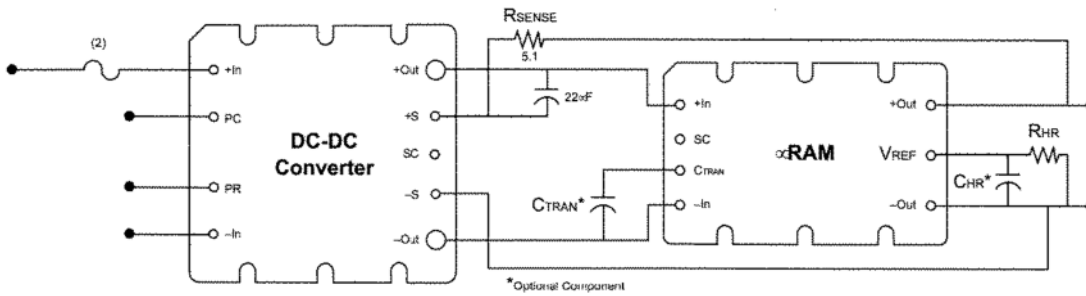 (2)
+In
PC
PR
–In
DC-DC
Converter
+Out
+S
SC
–S
–Out
RSENSE
5.1
22∝F
CTRAN*
+In
SC
CTRAN
–In
∝RAM
+Out
VREF
–Out
RHR
CHR*
*Optional Component